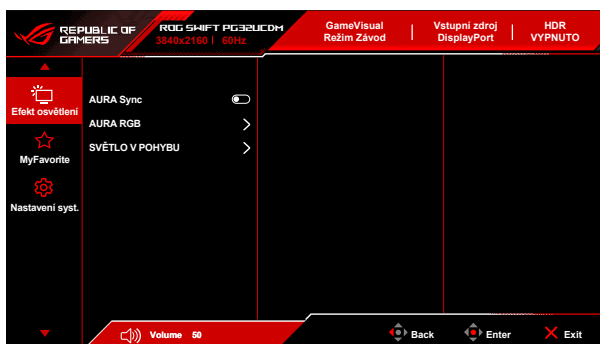 REPUBLIC OF
GAMERS
ROG SWIFT PG32UCDM
3840x2160 | 60Hz
GameVisual
Režim Závod
Vstupní zdroj
DisplayPort
HDR
VYPNUTO
Efekt osvětlení
MyFavorite
Nastavení syst.
AURA Sync
AURA RGB
SVĚTLO V POHYBU
Volume 50
Back
Enter
Exit